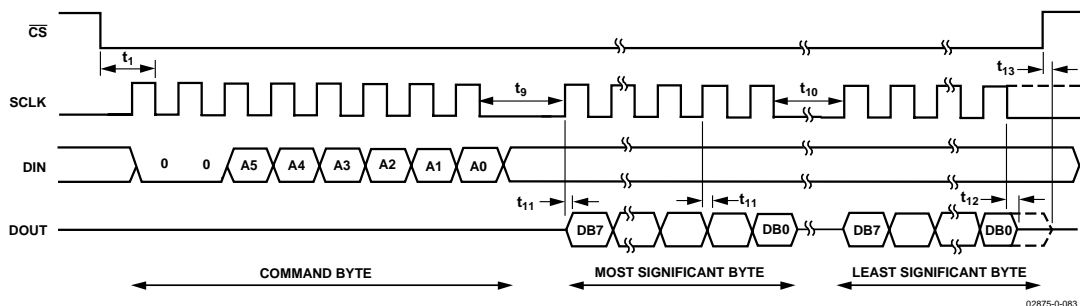 CS
t1
t13
SCLK
t9
t10
DIN
0 0 A5 A4 A3 A2 A1 A0
t11
t11
t12
DOUT
DB7 DB0 DB7 DB0
COMMAND BYTE MOST SIGNIFICANT BYTE LEAST SIGNIFICANT BYTE
02875-0-083